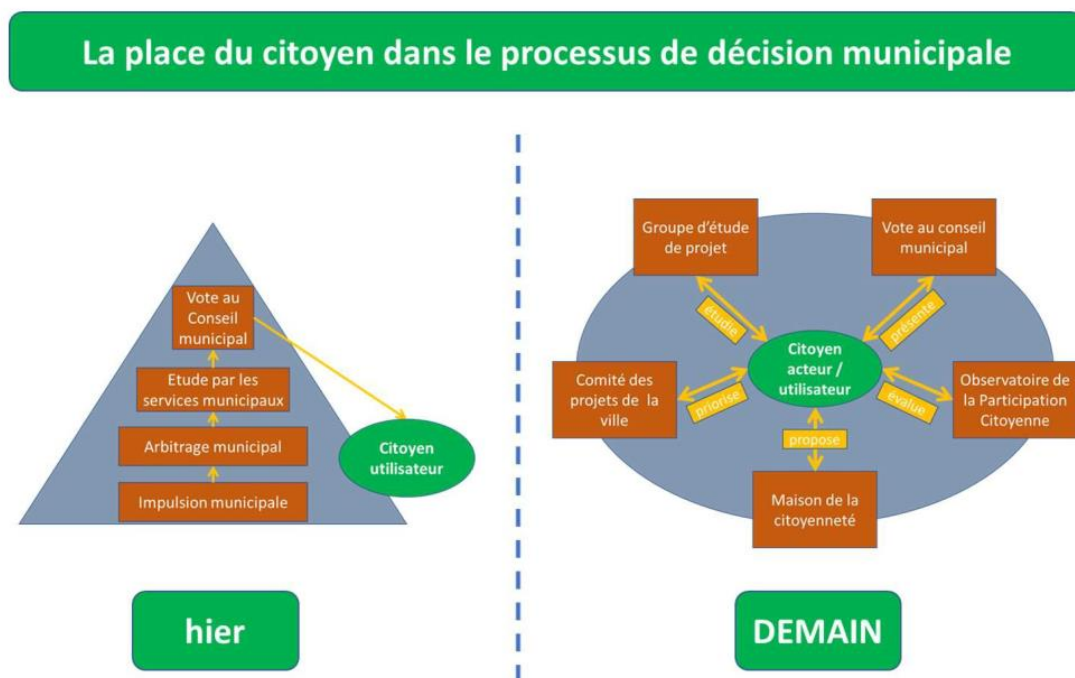 La place du citoyen dans le processus de décision municipale
Vote au
Conseil
municipal
Etude par les
services municipaux
Arbitrage municipal
Impulsion municipale
Citoyen
utilisateur
hier
Groupe d'étude
de projet
Vote au conseil
municipal
étudie
présente
Citoyen
acteur /
utilisateur
Comité des
projets de la
ville
priorise
évalue
Observatoire de
la Participation
Citoyenne
propose
Maison de la
citoyenneté
DEMAIN